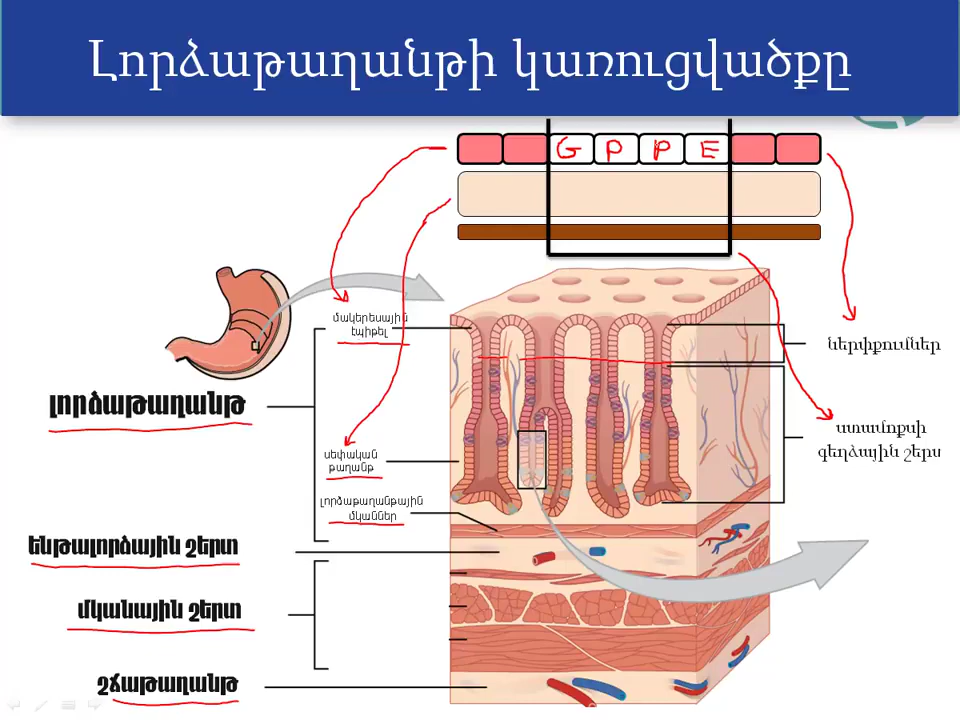 Լորձաթաղանթի կառուցվածքը
G P P E
մակերեսային
էպիթել
ներփքումներ
լորձաթաղանթ
ստամոքսի
գեղձային շերտ
սեփական
թաղանթ
լորձաթաղանթային
մկաններ
ենթալորձային շերտ
մկանային շերտ
շճաթաղանթ